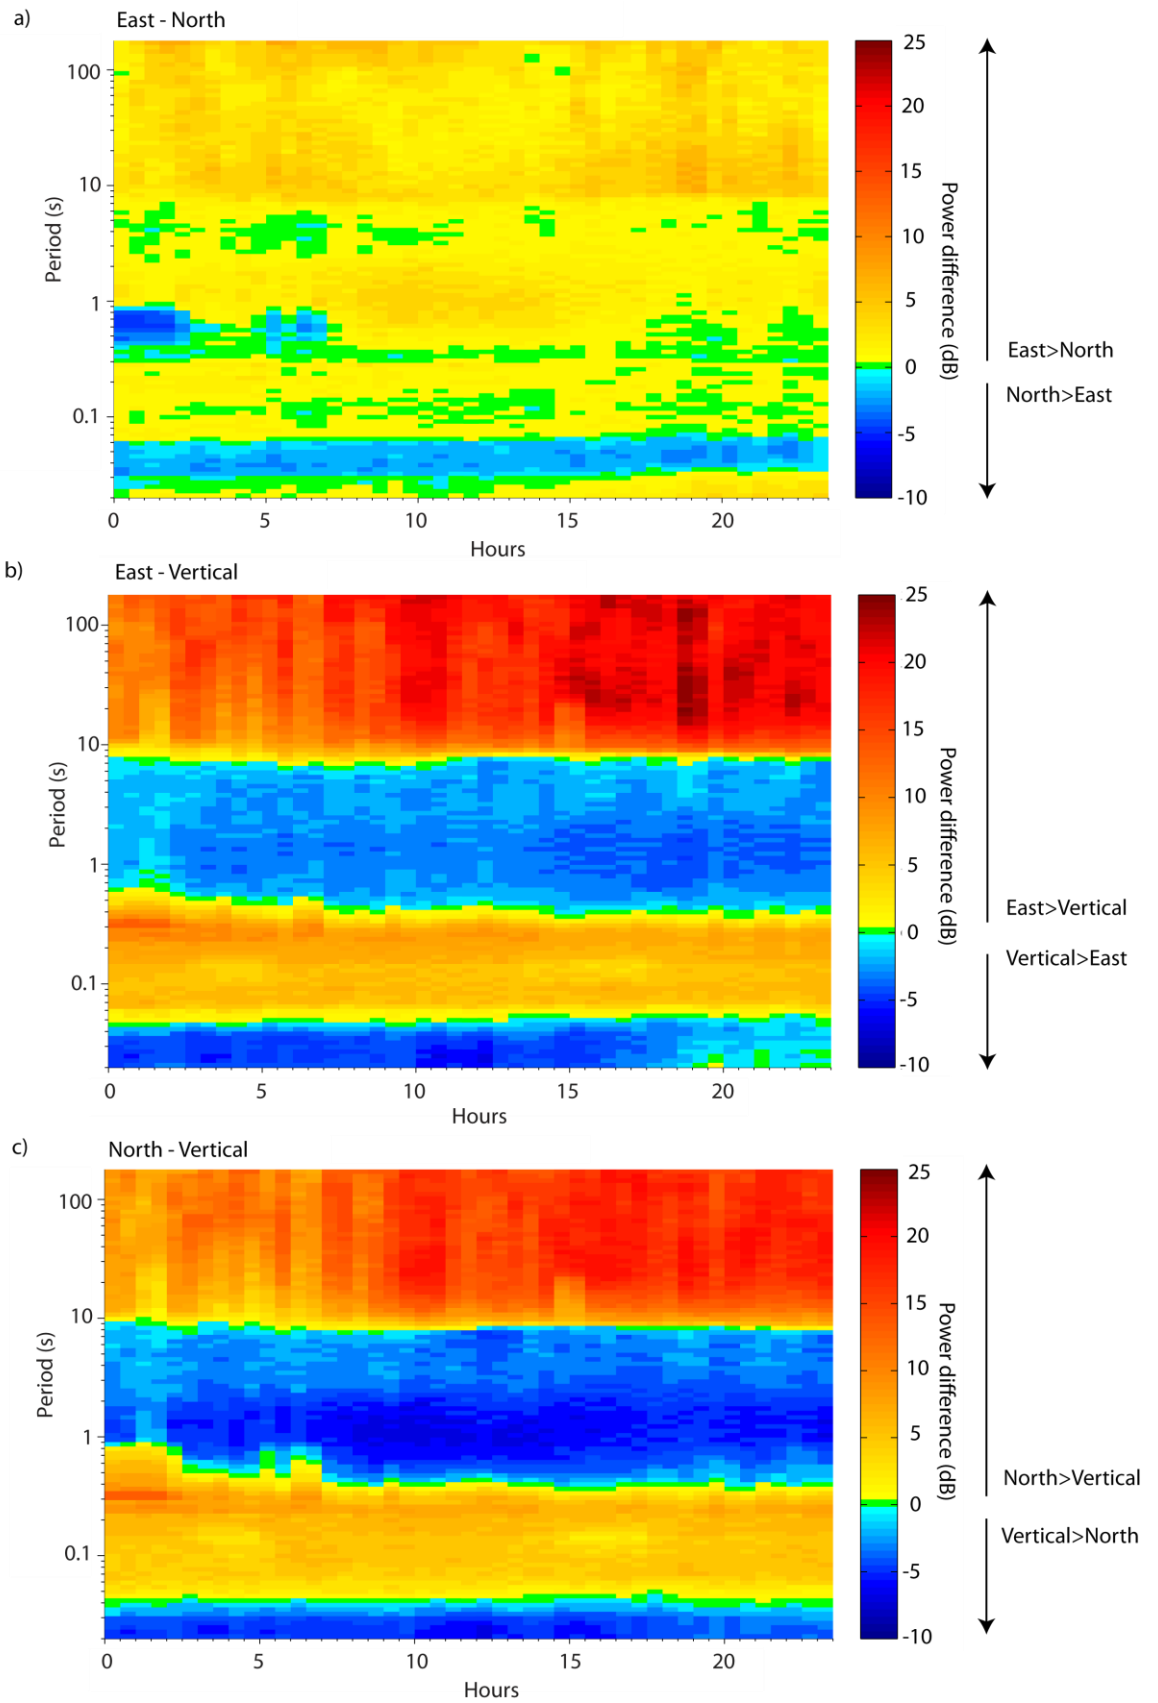 a)
East - North
100
10
1
0.1
Period (s)
0 5 10 15 20
Hours
25
20
15
10
5
0
-5
-10
Power difference (dB)
East>North
North>East
b)
East - Vertical
100
10
1
0.1
Period (s)
0 5 10 15 20
Hours
25
20
15
10
5
0
-5
-10
Power difference (dB)
East>Vertical
Vertical>East
c)
North - Vertical
100
10
1
0.1
Period (s)
0 5 10 15 20
Hours
25
20
15
10
5
0
-5
-10
Power difference (dB)
North>Vertical
Vertical>North